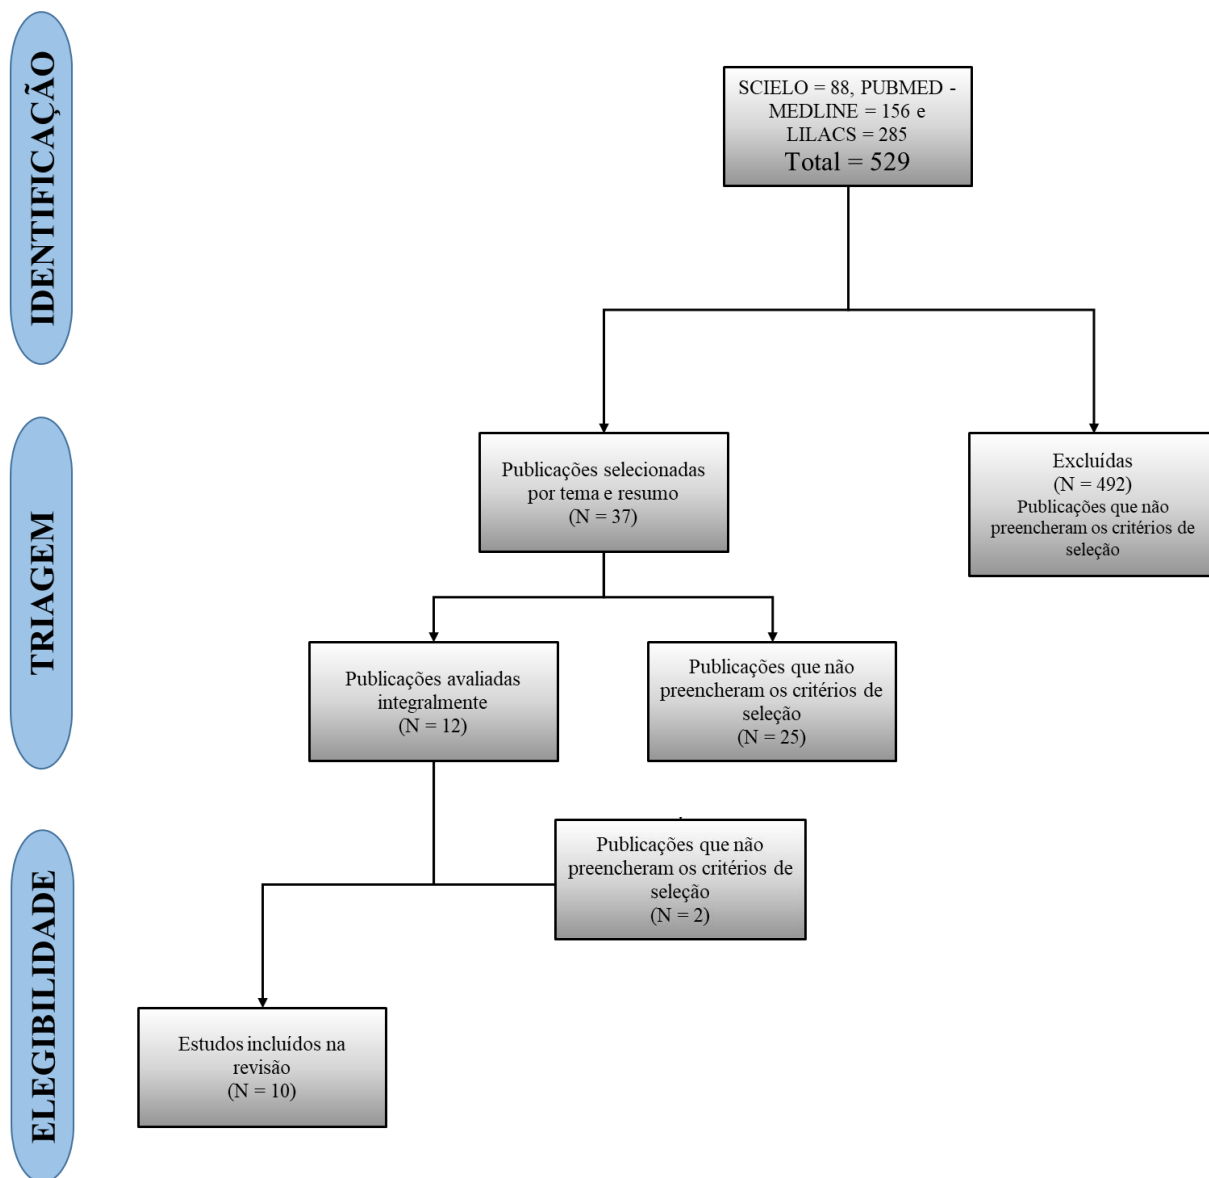 IDENTIFICAÇÃO
SCIELO = 88, PUBMED -
MEDLINE = 156 e
LILACS = 285
Total = 529
TRIAGEM
Publicações selecionadas
por tema e resumo
(N = 37)
Excluídas
(N = 492)
Publicações que não
preencheram os critérios de
seleção
Publicações avaliadas
integralmente
(N = 12)
Publicações que não
preencheram os critérios de
seleção
(N = 25)
ELEGIBILIDADE
Publicações que não
preencheram os critérios de
seleção
(N = 2)
Estudos incluídos na
revisão
(N = 10)